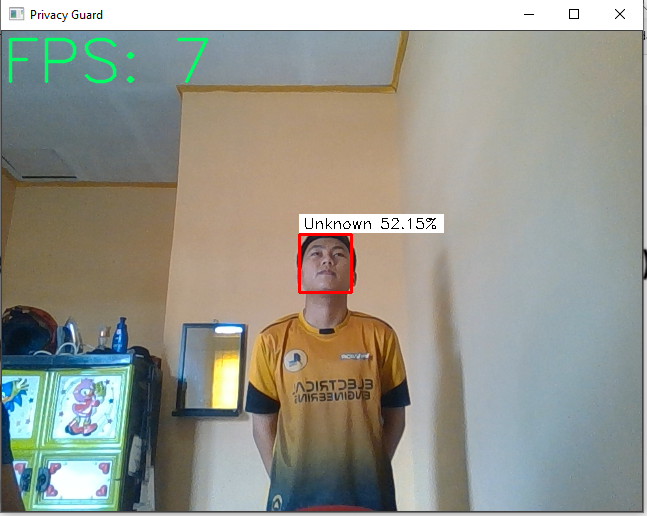 Privacy Guard
FPS: 7
Unknown 52.15%
ELECTRICAL
ENGINEERING